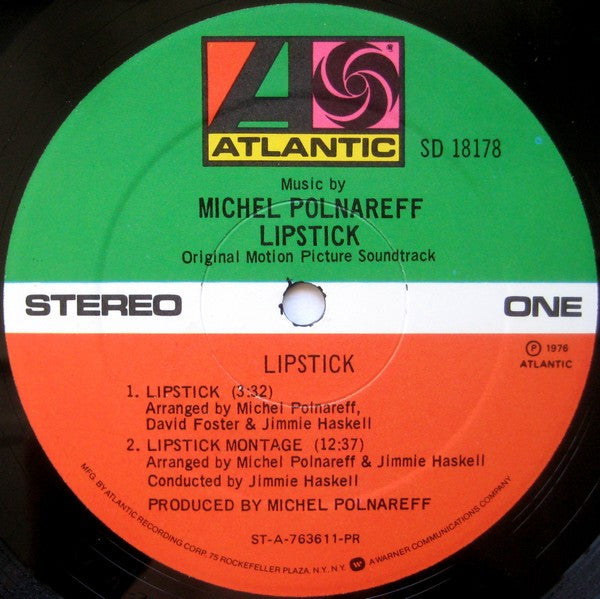 ATLANTIC
SD 18178
Music by
MICHEL POLNAREFF
LIPSTICK
Original Motion Picture Soundtrack
STEREO
ONE
LIPSTICK
℗ 1976
ATLANTIC
1. LIPSTICK (3:32)
Arranged by Michel Polnareff,
David Foster & Jimmie Haskell
2. LIPSTICK MONTAGE (12:37)
Arranged by Michel Polnareff & Jimmie Haskell
Conducted by Jimmie Haskell
PRODUCED BY MICHEL POLNAREFF
ST-A-763611-PR
MFG. BY ATLANTIC RECORDING CORP. 75 ROCKEFELLER PLAZA, N.Y. N.Y. A WARNER COMMUNICATIONS COMPANY